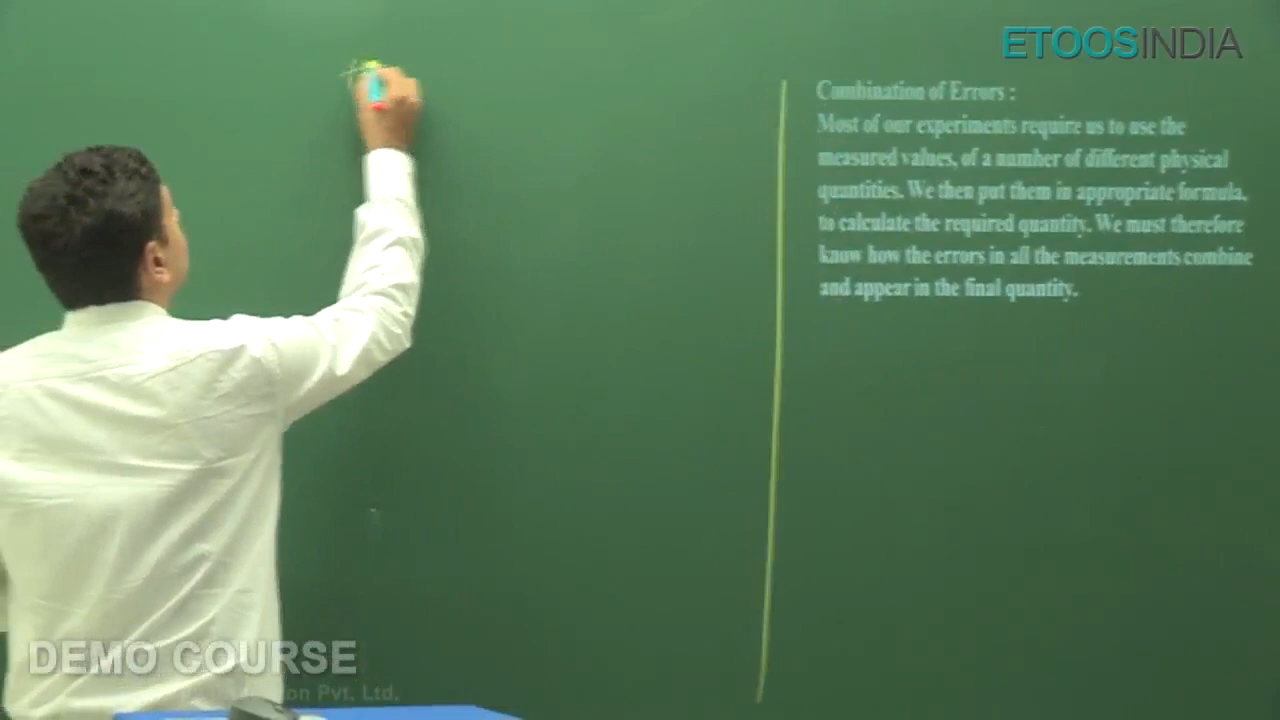 ETOOSINDIA
Combination of Errors :
Most of our experiments require us to use the
measured values, of a number of different physical
quantities. We then put them in appropriate formula,
to calculate the required quantity. We must therefore
know how the errors in all the measurements combine
and appear in the final quantity.
DEMO COURSE
Pvt. Ltd.